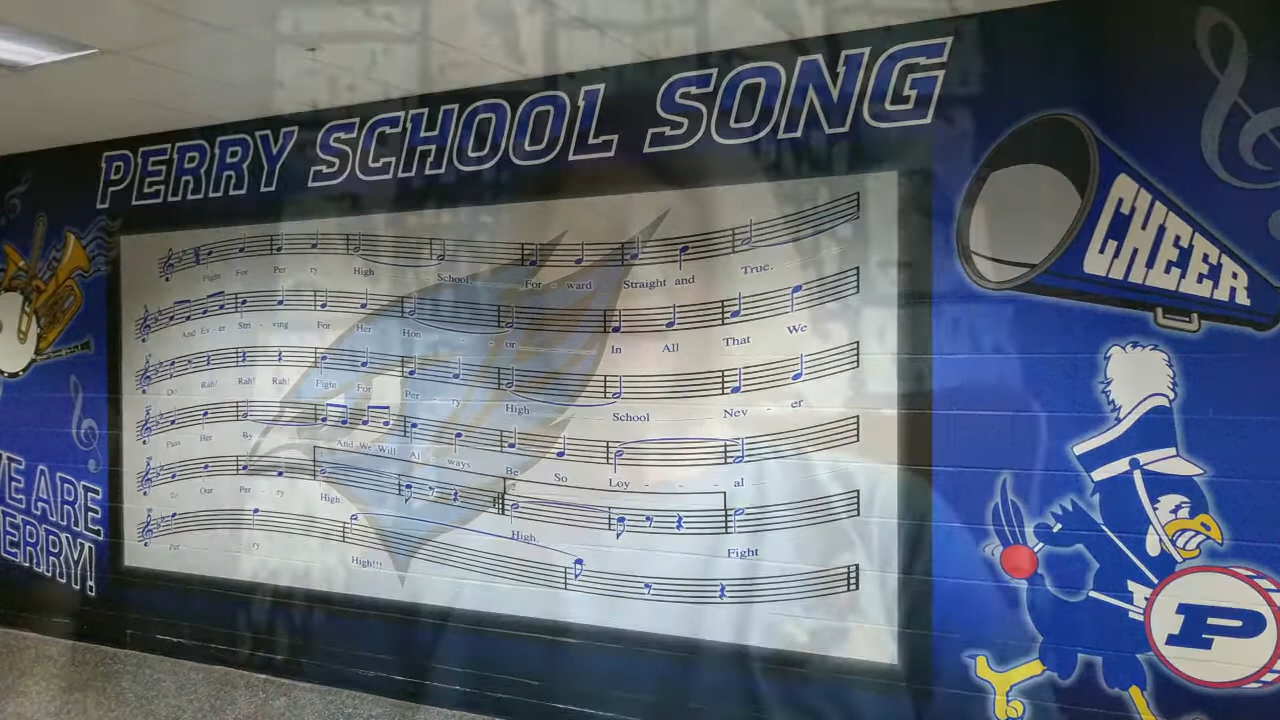 PERRY SCHOOL SONG
Fight For Per ry High School. For - ward Straight and True.
And Ev - er Stri - ving For Her Hon - - or In All That We
Do Rah! Rah! Rah! Fight For Per - ry High School Nev - er
Pass Her By And We Will Al - ways Be So Loy - - - al
To Our Per - ry High. High. Fight
Per ry High!!!
CHEER
WE ARE
PERRY!
P